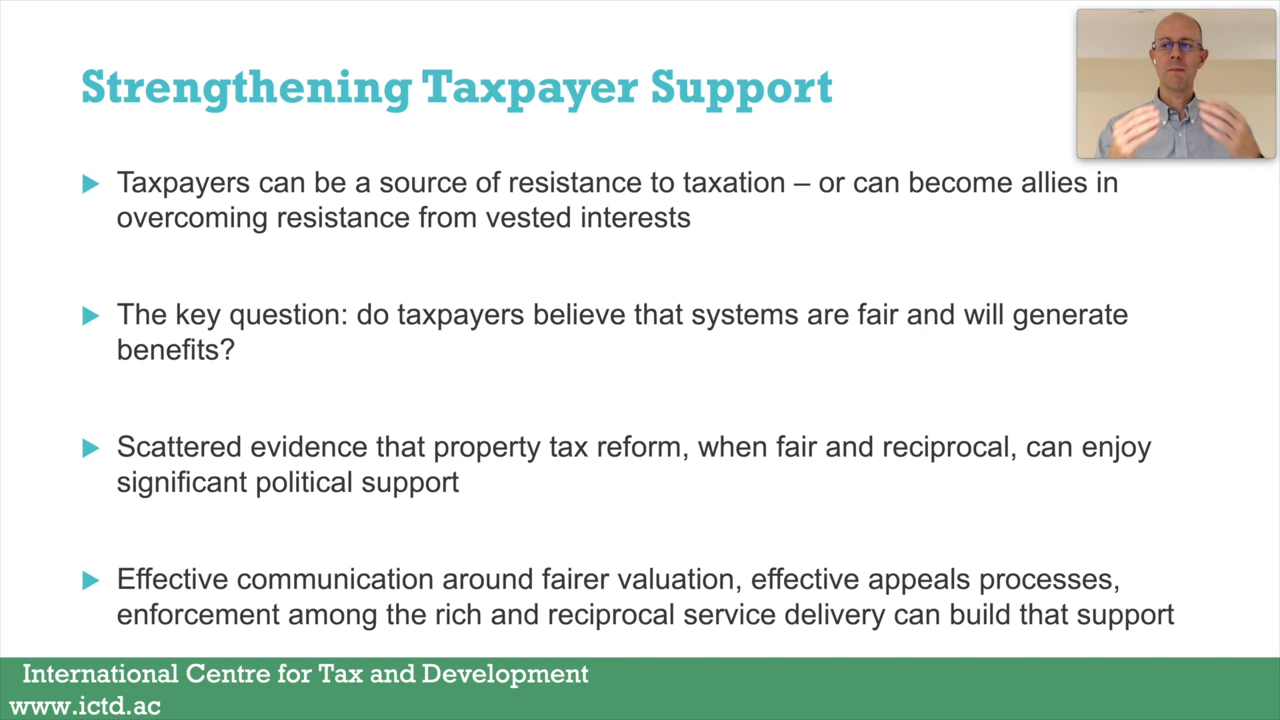 Strengthening Taxpayer Support
Taxpayers can be a source of resistance to taxation – or can become allies in
overcoming resistance from vested interests
The key question: do taxpayers believe that systems are fair and will generate
benefits?
Scattered evidence that property tax reform, when fair and reciprocal, can enjoy
significant political support
Effective communication around fairer valuation, effective appeals processes,
enforcement among the rich and reciprocal service delivery can build that support
International Centre for Tax and Development
www.ictd.ac